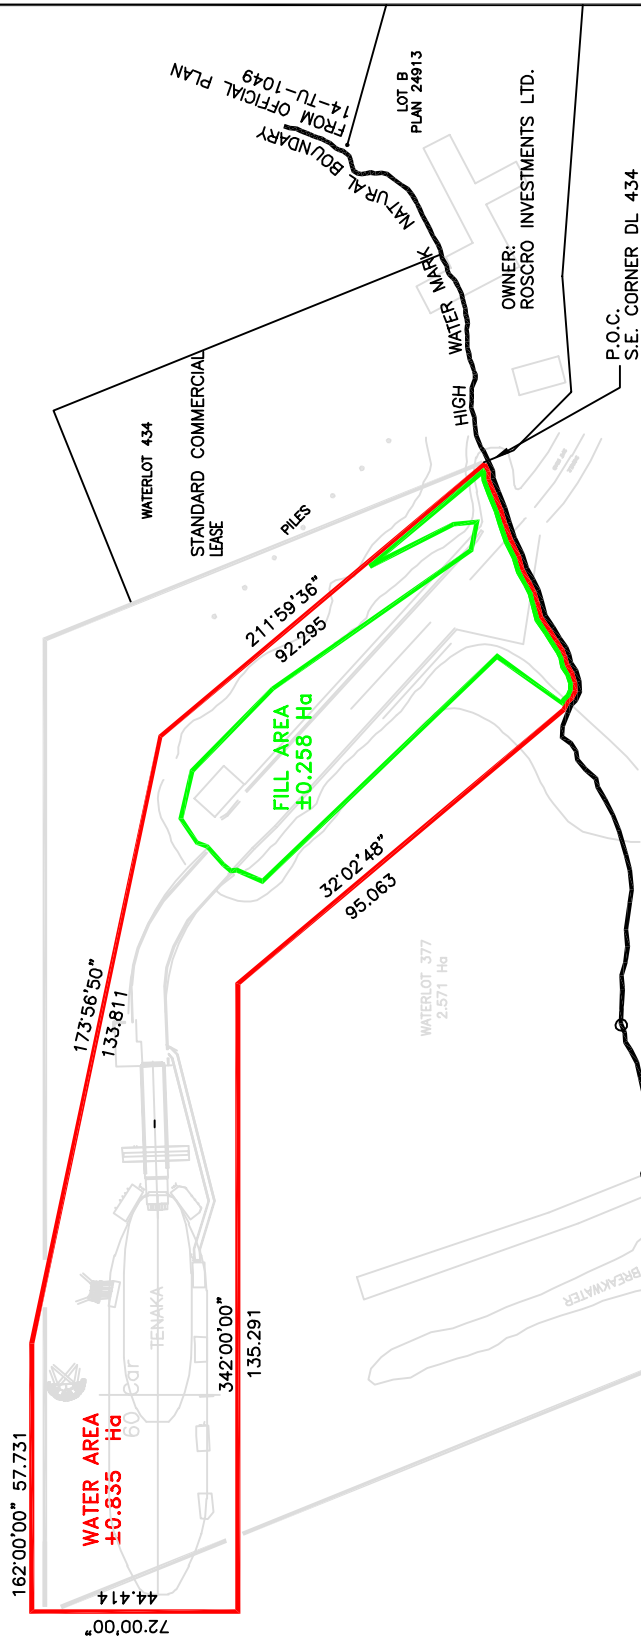 FROM OFFICIAL PLAN
14-TU-1049
NATURAL BOUNDARY
LOT B
PLAN 24913
OWNER:
ROSCRO INVESTMENTS LTD.
P.O.C.
S.E. CORNER DL 434
HIGH WATER MARK
WATERLOT 434
STANDARD COMMERCIAL
LEASE
PILES
211°59'36"
92.295
FILL AREA
±0.258 Ha
32°02'48"
95.063
173°56'50"
133.811
WATERLOT 377
2.571 Ha
BREAKWATER
TENAKA
60 Car
342°00'00"
135.291
WATER AREA
±0.835 Ha
162°00'00" 57.731
44.414
72°00'00"